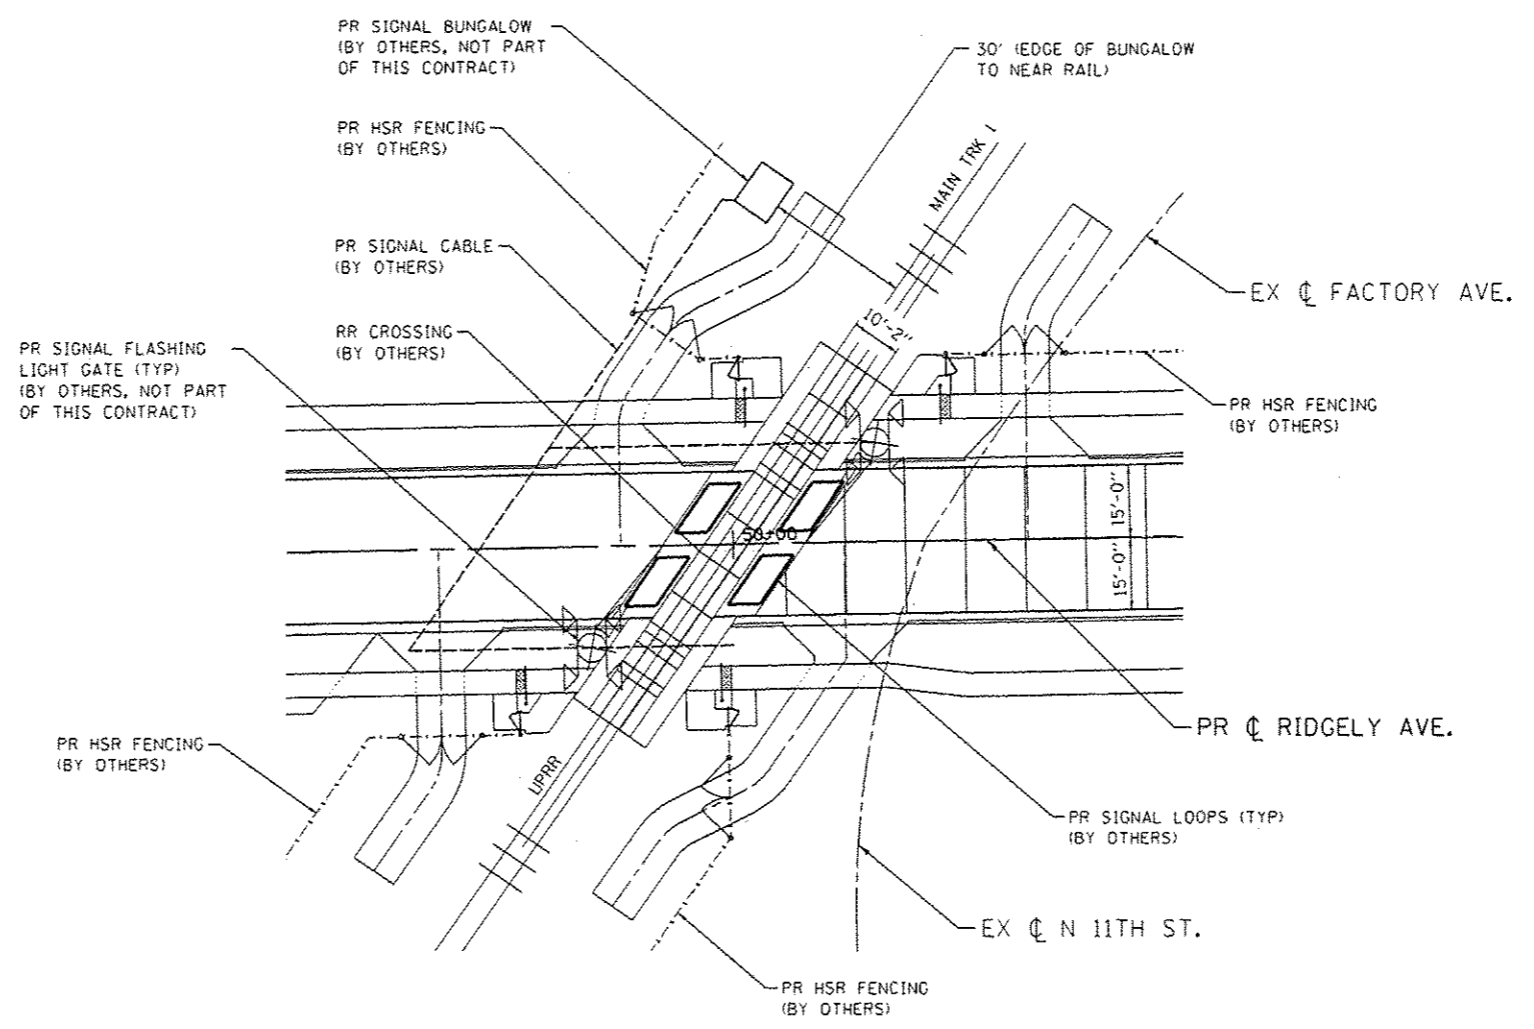 PR SIGNAL BUNGALOW
(BY OTHERS, NOT PART
OF THIS CONTRACT)
30' (EDGE OF BUNGALOW
TO NEAR RAIL)
PR HSR FENCING
(BY OTHERS)
MAIN TRK 1
PR SIGNAL CABLE
(BY OTHERS)
EX ℄ FACTORY AVE.
10'-2"
RR CROSSING
(BY OTHERS)
PR SIGNAL FLASHING
LIGHT GATE (TYP)
(BY OTHERS, NOT PART
OF THIS CONTRACT)
PR HSR FENCING
(BY OTHERS)
15'-0"
50+00
15'-0"
PR ℄ RIDGELY AVE.
PR HSR FENCING
(BY OTHERS)
UPRR
PR SIGNAL LOOPS (TYP)
(BY OTHERS)
EX ℄ N 11TH ST.
PR HSR FENCING
(BY OTHERS)